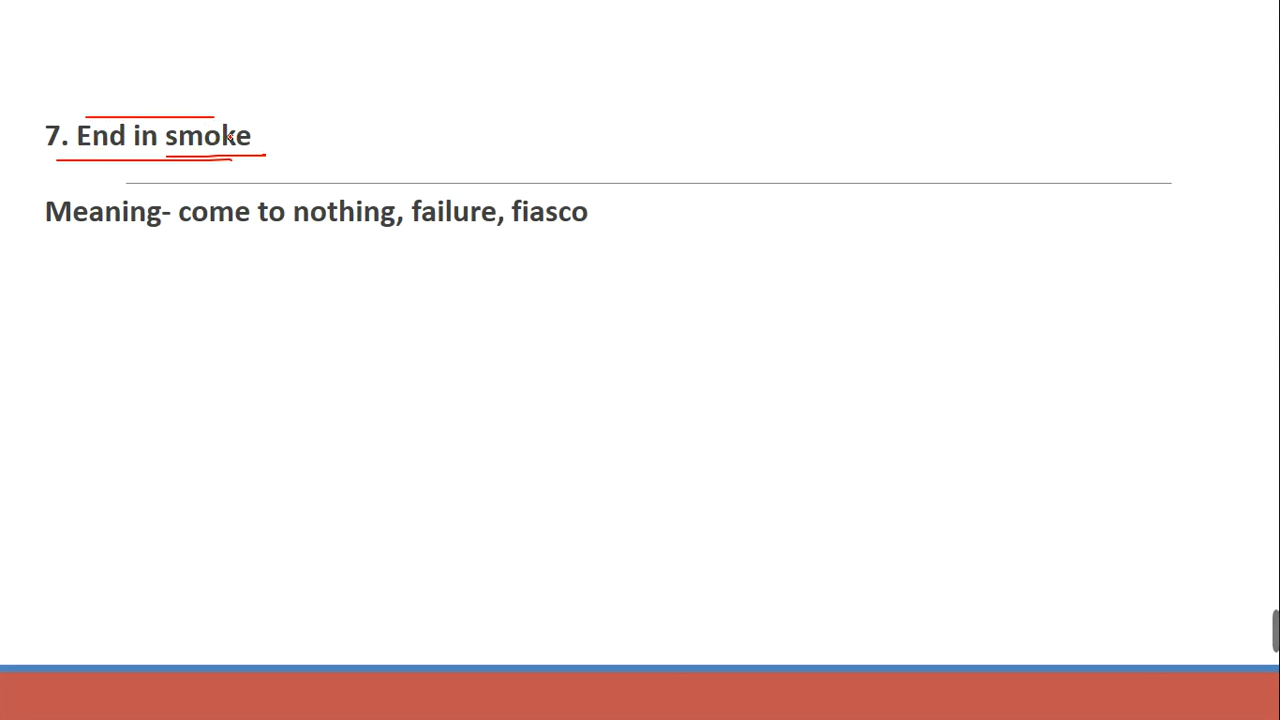 7. End in smoke
Meaning- come to nothing, failure, fiasco